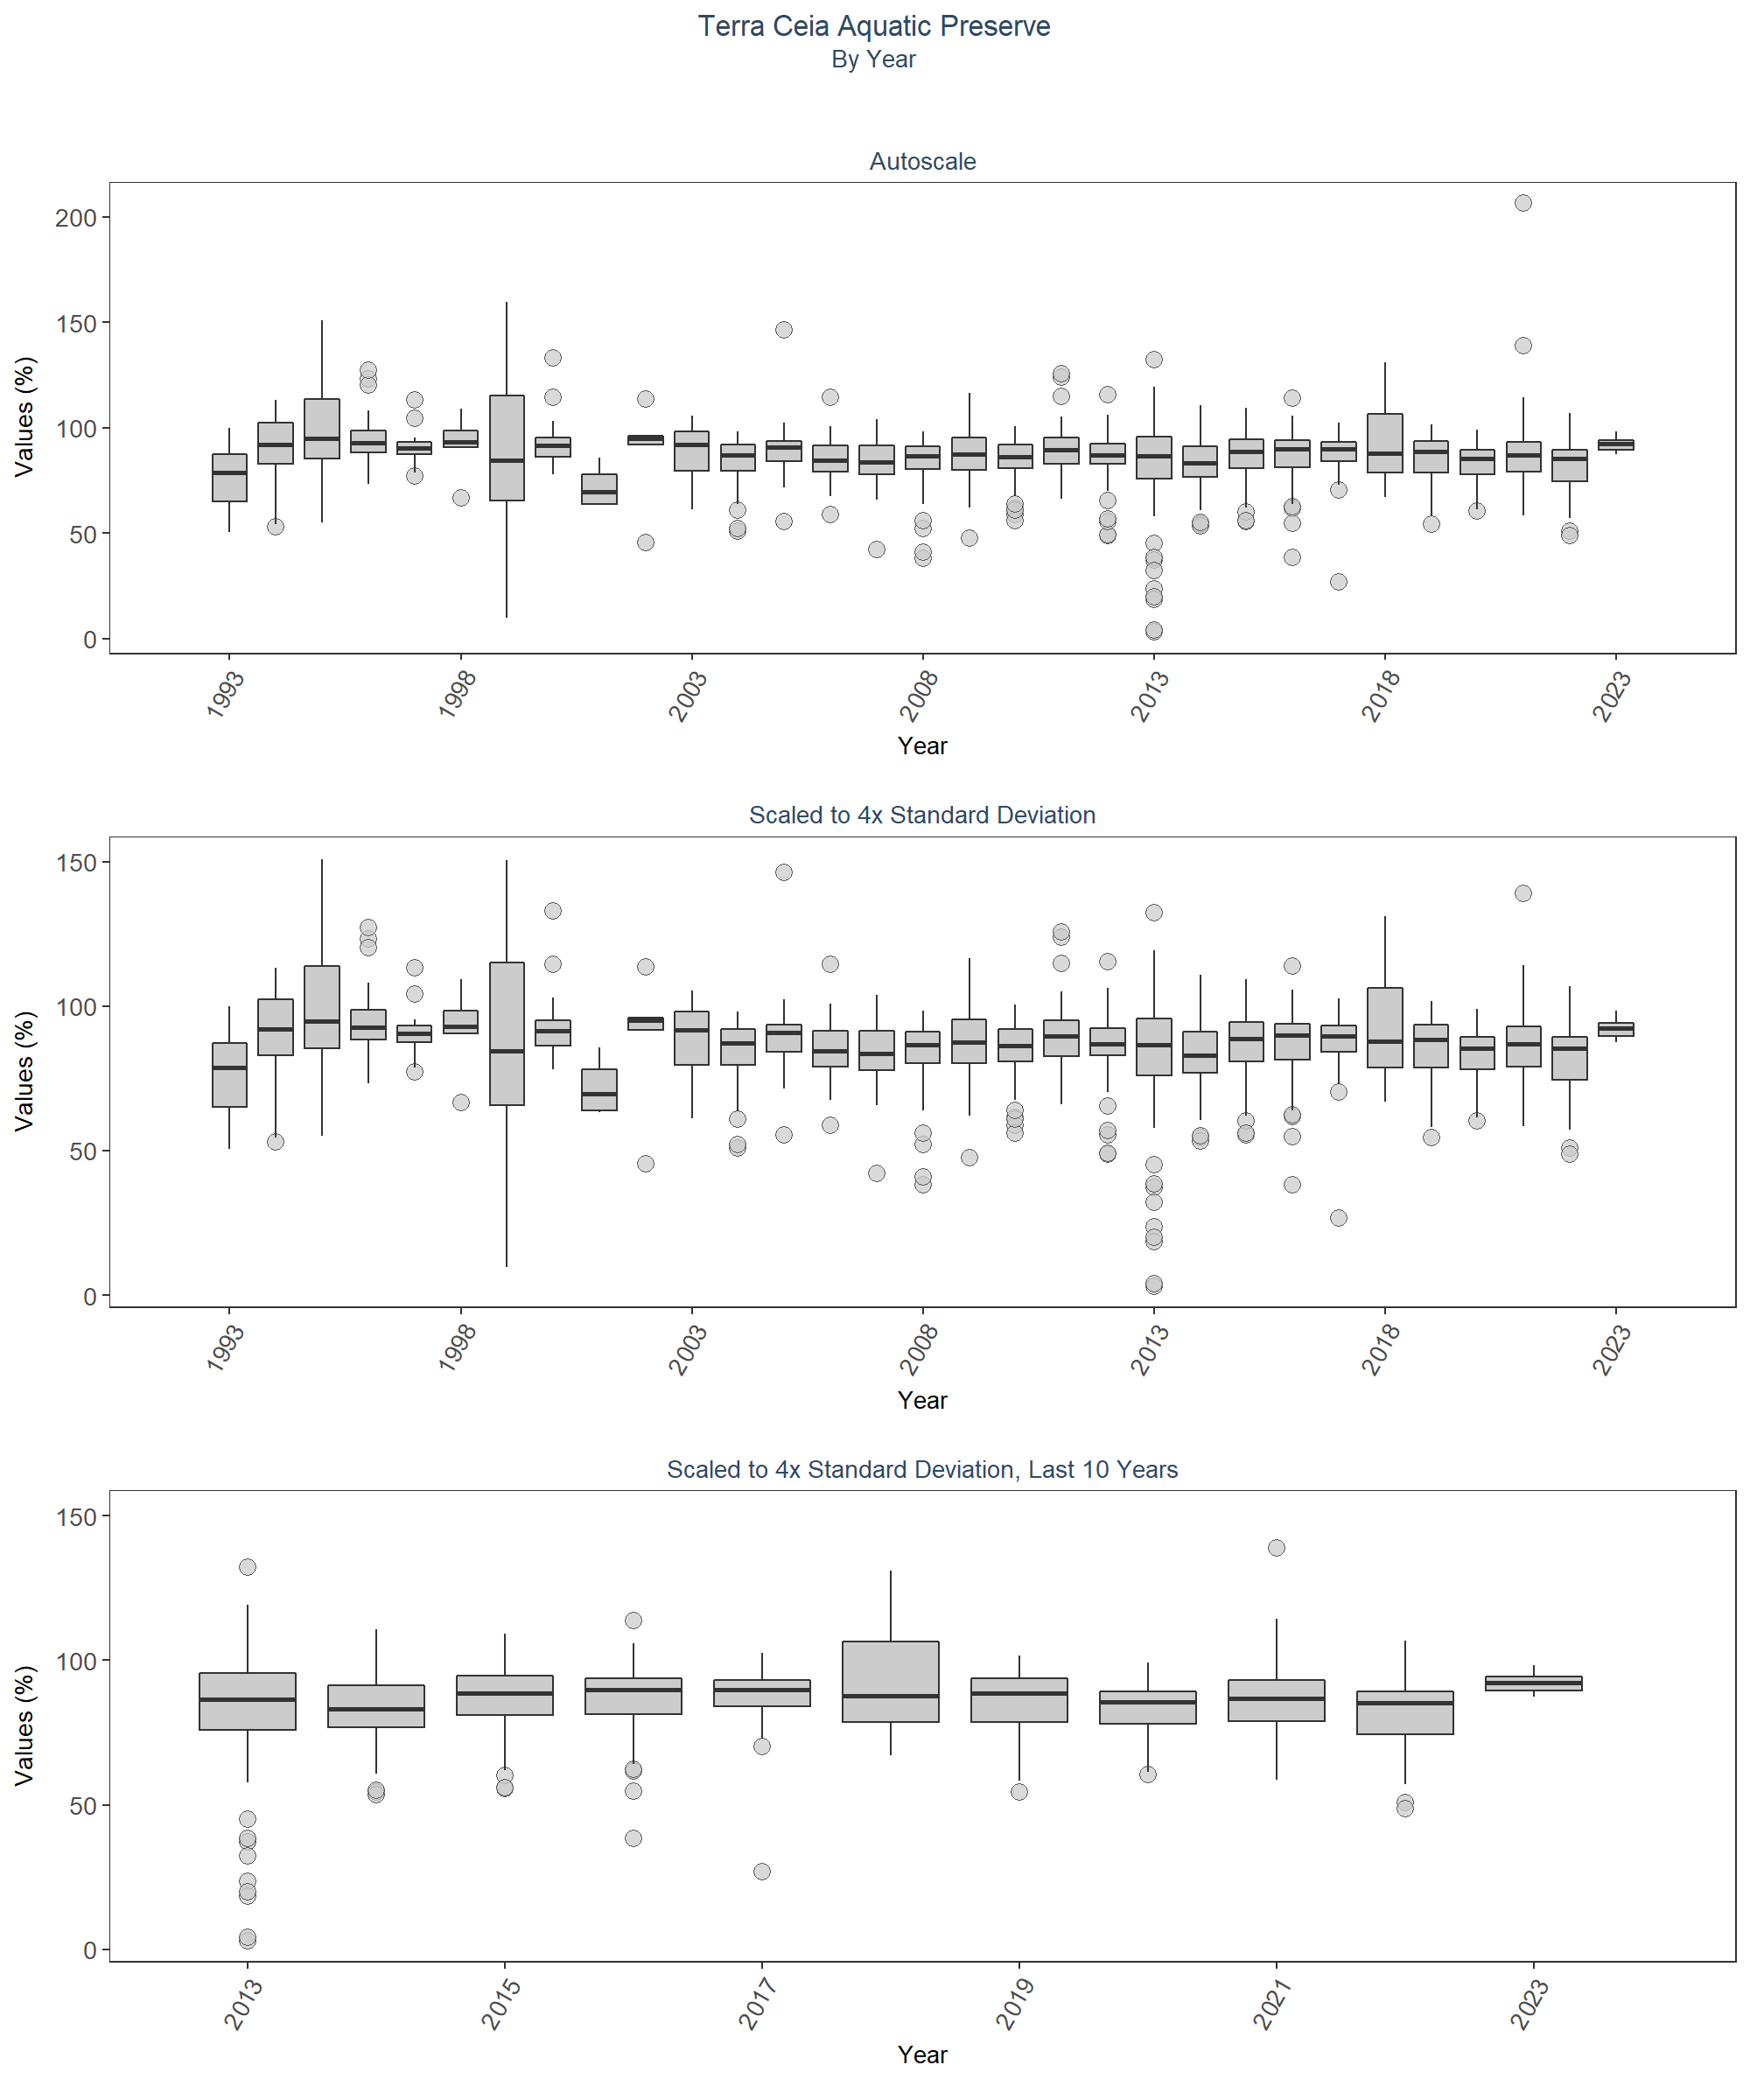 Terra Ceia Aquatic Preserve
By Year
Autoscale
Values (%)
200
150
100
50
0
1993 1998 2003 2008 2013 2018 2023
Year
Scaled to 4x Standard Deviation
Values (%)
150
100
50
0
1993 1998 2003 2008 2013 2018 2023
Year
Scaled to 4x Standard Deviation, Last 10 Years
Values (%)
150
100
50
0
2013 2015 2017 2019 2021 2023
Year